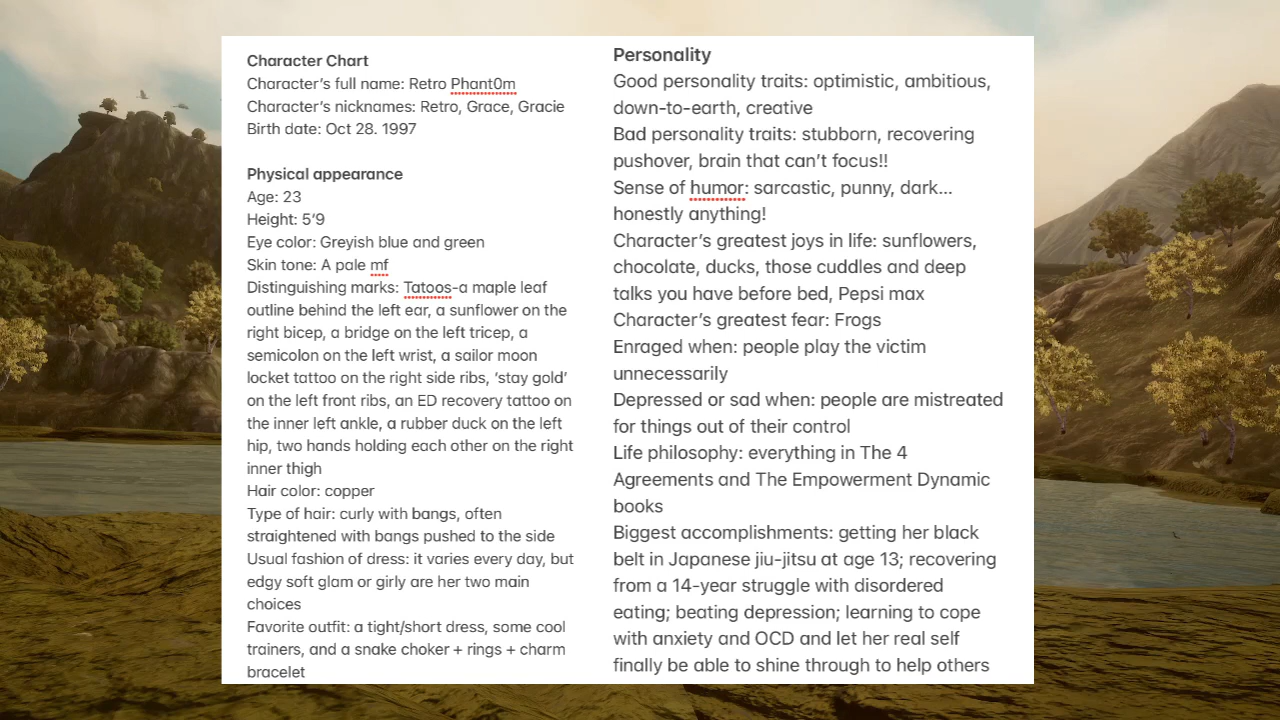 Character Chart
Character’s full name: Retro Phant0m
Character’s nicknames: Retro, Grace, Gracie
Birth date: Oct 28. 1997
Physical appearance
Age: 23
Height: 5’9
Eye color: Greyish blue and green
Skin tone: A pale mf
Distinguishing marks: Tatoos-a maple leaf
outline behind the left ear, a sunflower on the
right bicep, a bridge on the left tricep, a
semicolon on the left wrist, a sailor moon
locket tattoo on the right side ribs, ‘stay gold’
on the left front ribs, an ED recovery tattoo on
the inner left ankle, a rubber duck on the left
hip, two hands holding each other on the right
inner thigh
Hair color: copper
Type of hair: curly with bangs, often
straightened with bangs pushed to the side
Usual fashion of dress: it varies every day, but
edgy soft glam or girly are her two main
choices
Favorite outfit: a tight/short dress, some cool
trainers, and a snake choker + rings + charm
bracelet
Personality
Good personality traits: optimistic, ambitious,
down-to-earth, creative
Bad personality traits: stubborn, recovering
pushover, brain that can’t focus!!
Sense of humor: sarcastic, punny, dark…
honestly anything!
Character’s greatest joys in life: sunflowers,
chocolate, ducks, those cuddles and deep
talks you have before bed, Pepsi max
Character’s greatest fear: Frogs
Enraged when: people play the victim
unnecessarily
Depressed or sad when: people are mistreated
for things out of their control
Life philosophy: everything in The 4
Agreements and The Empowerment Dynamic
books
Biggest accomplishments: getting her black
belt in Japanese jiu-jitsu at age 13; recovering
from a 14-year struggle with disordered
eating; beating depression; learning to cope
with anxiety and OCD and let her real self
finally be able to shine through to help others